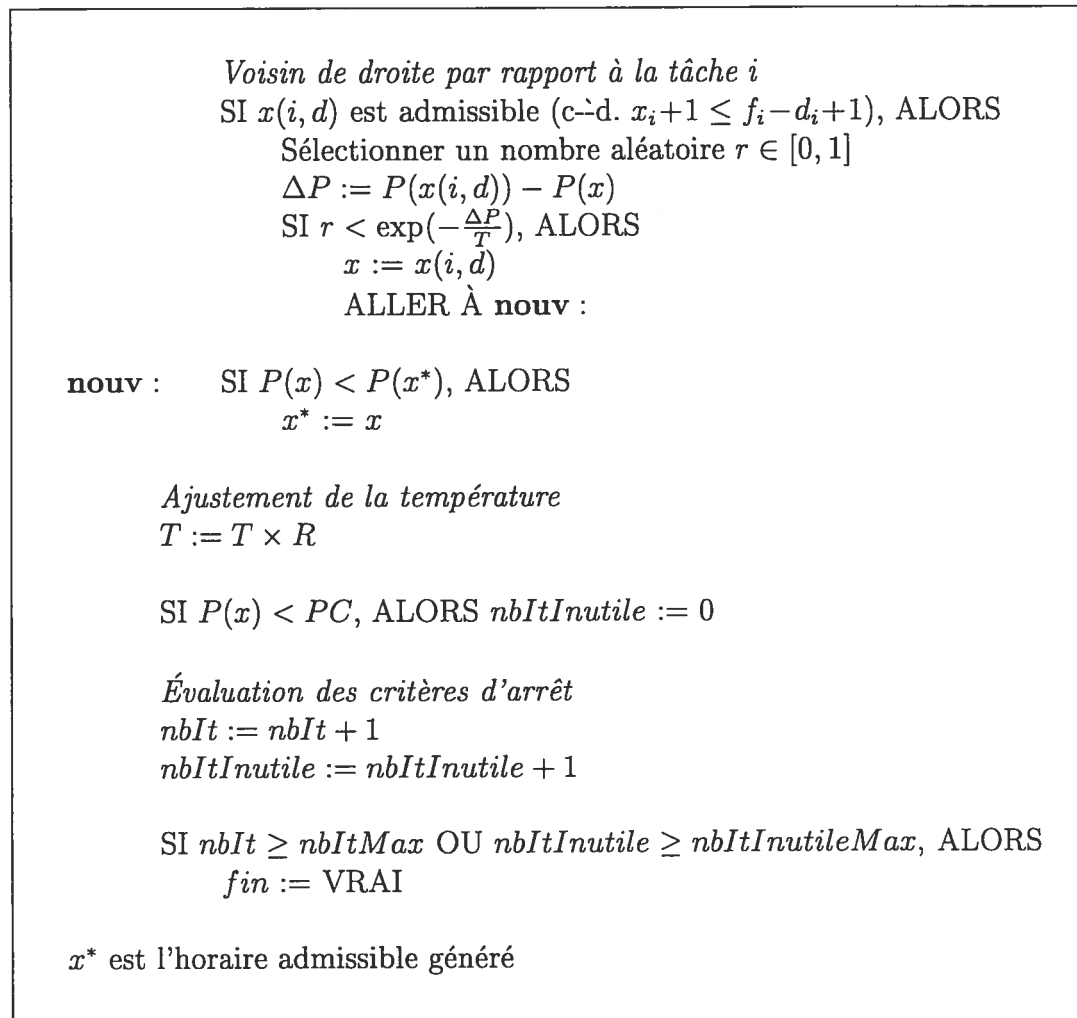 Voisin de droite par rapport à la tâche i
SI x(i, d) est admissible (c-̀-d. x_i+1 ≤ f_i−d_i+1), ALORS
Sélectionner un nombre aléatoire r ∈ [0, 1]
ΔP := P(x(i, d)) − P(x)
SI r < exp(−ΔP/T), ALORS
x := x(i, d)
ALLER À nouv :
nouv : SI P(x) < P(x*), ALORS
x* := x
Ajustement de la température
T := T × R
SI P(x) < PC, ALORS nbItInutile := 0
Évaluation des critères d'arrêt
nbIt := nbIt + 1
nbItInutile := nbItInutile + 1
SI nbIt ≥ nbItMax OU nbItInutile ≥ nbItInutileMax, ALORS
fin := VRAI
x* est l'horaire admissible généré